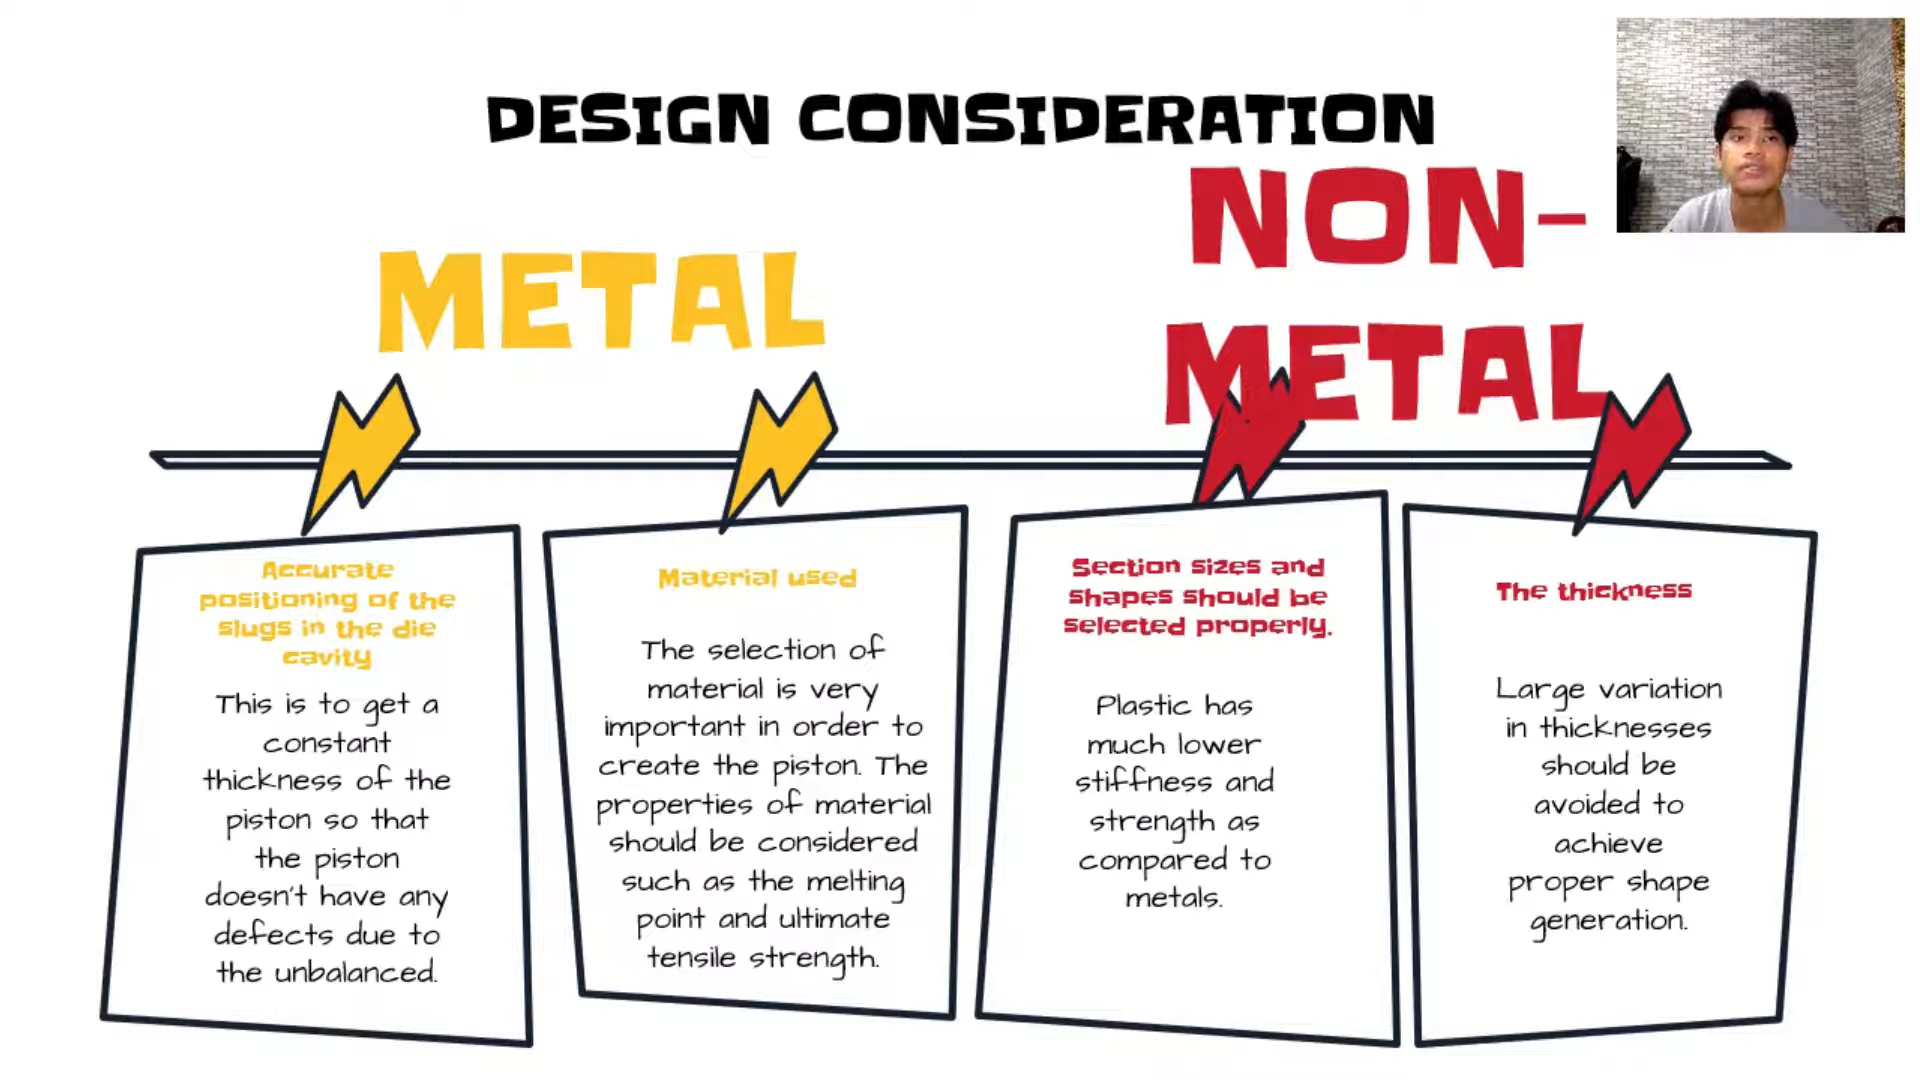 DESIGN CONSIDERATION
METAL
NON-
METAL
Accurate
positioning of the
slugs in the die
cavity
This is to get a
constant
thickness of the
piston so that
the piston
doesn't have any
defects due to
the unbalanced.
Material used
The selection of
material is very
important in order to
create the piston. The
properties of material
should be considered
such as the melting
point and ultimate
tensile strength.
Section sizes and
shapes should be
selected properly.
Plastic has
much lower
stiffness and
strength as
compared to
metals.
The thickness
Large variation
in thicknesses
should be
avoided to
achieve
proper shape
generation.